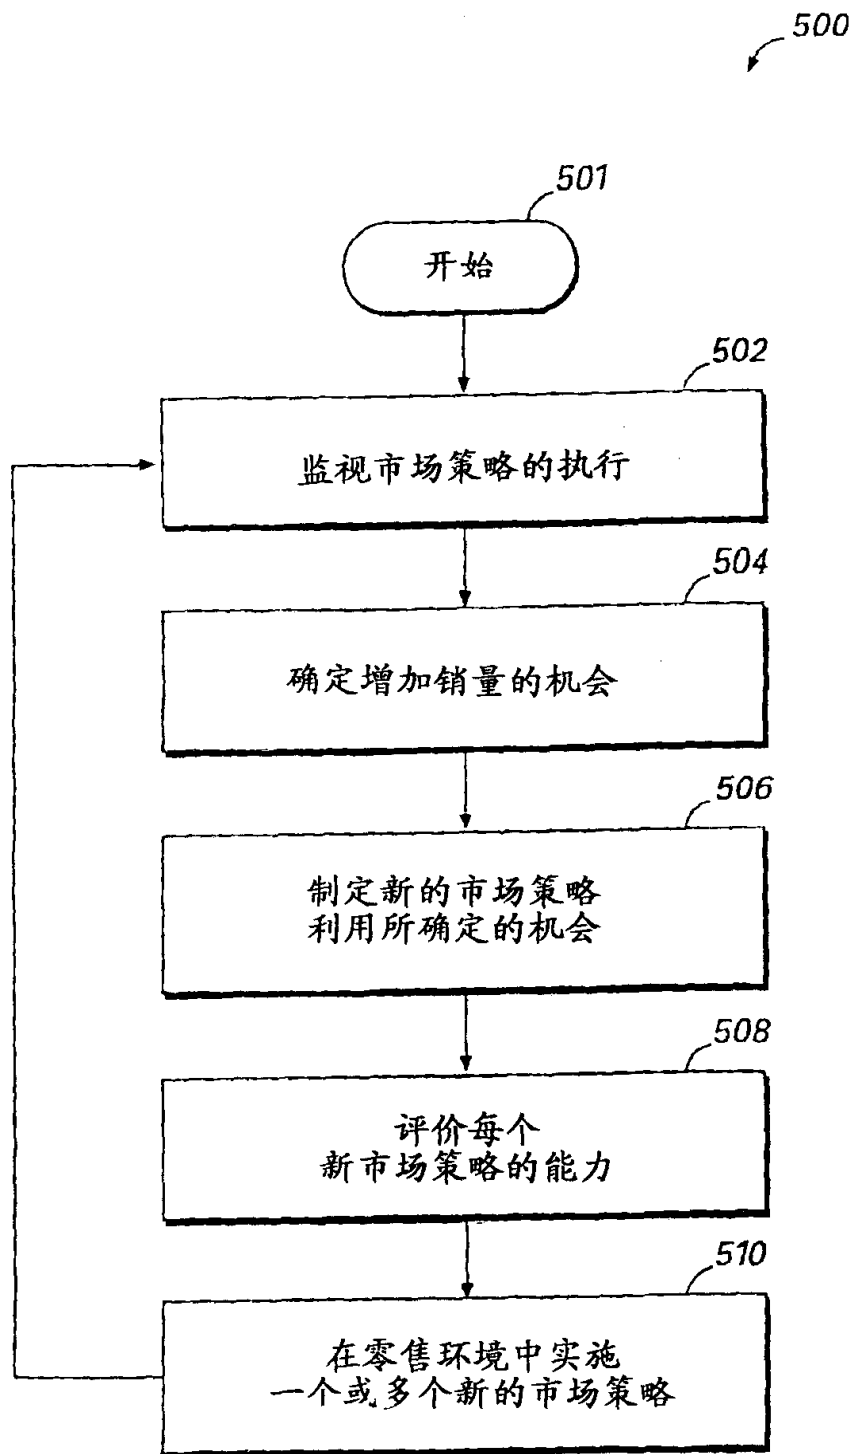 500
501
开始
502
监视市场策略的执行
504
确定增加销量的机会
506
制定新的市场策略
利用所确定的机会
508
评价每个
新市场策略的能力
510
在零售环境中实施
一个或多个新的市场策略